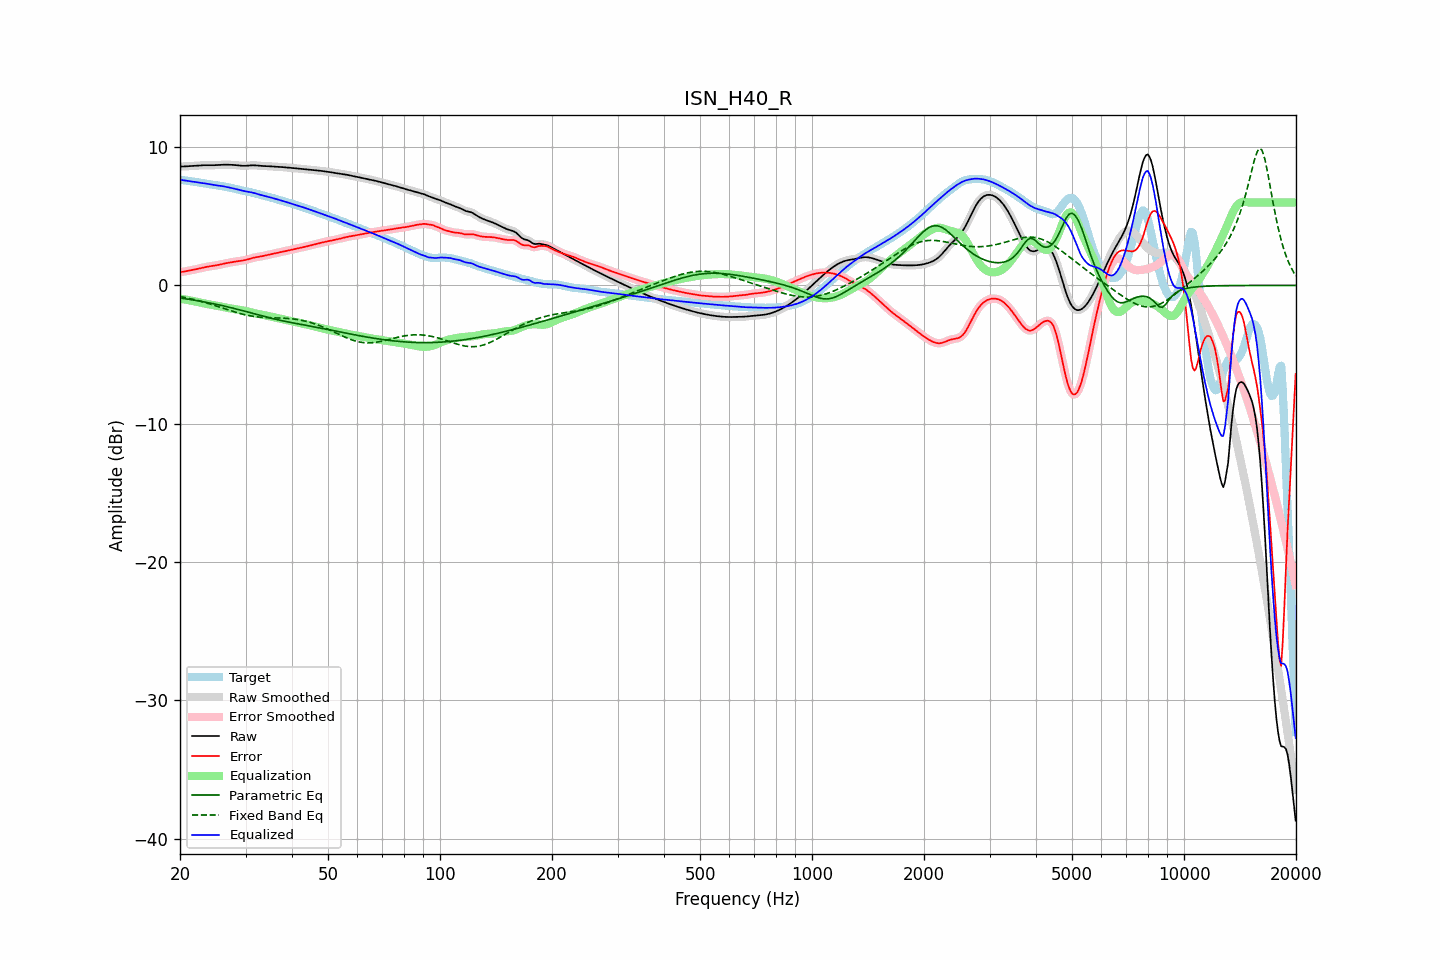 ISN_H40_R
Amplitude (dBr)
10
0
−10
−20
−30
−40
Target
Raw Smoothed
Error Smoothed
Raw
Error
Equalization
Parametric Eq
Fixed Band Eq
Equalized
20 50 100 200 500 1000 2000 5000 10000 20000
Frequency (Hz)